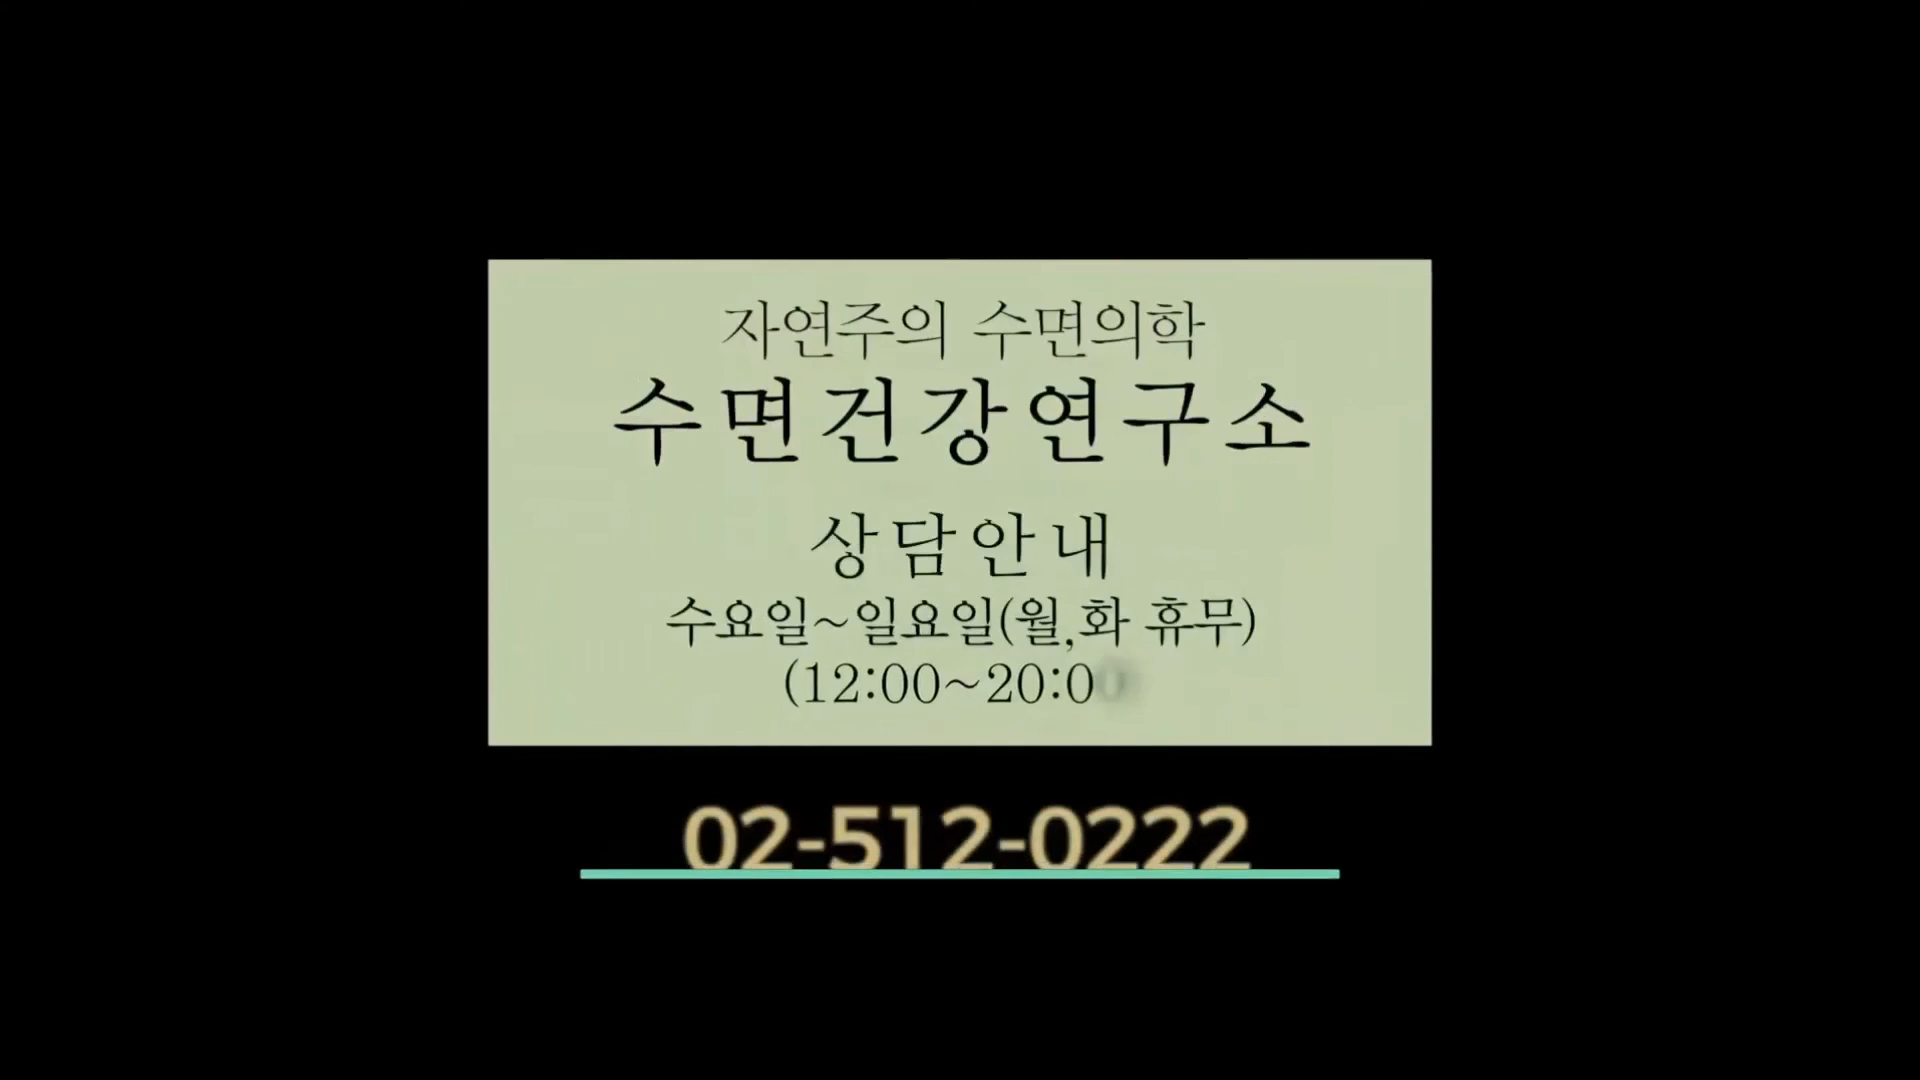 자연주의 수면의학
수면건강연구소
상담안내
수요일~일요일(월,화 휴무)
(12:00~20:00
02-512-0222